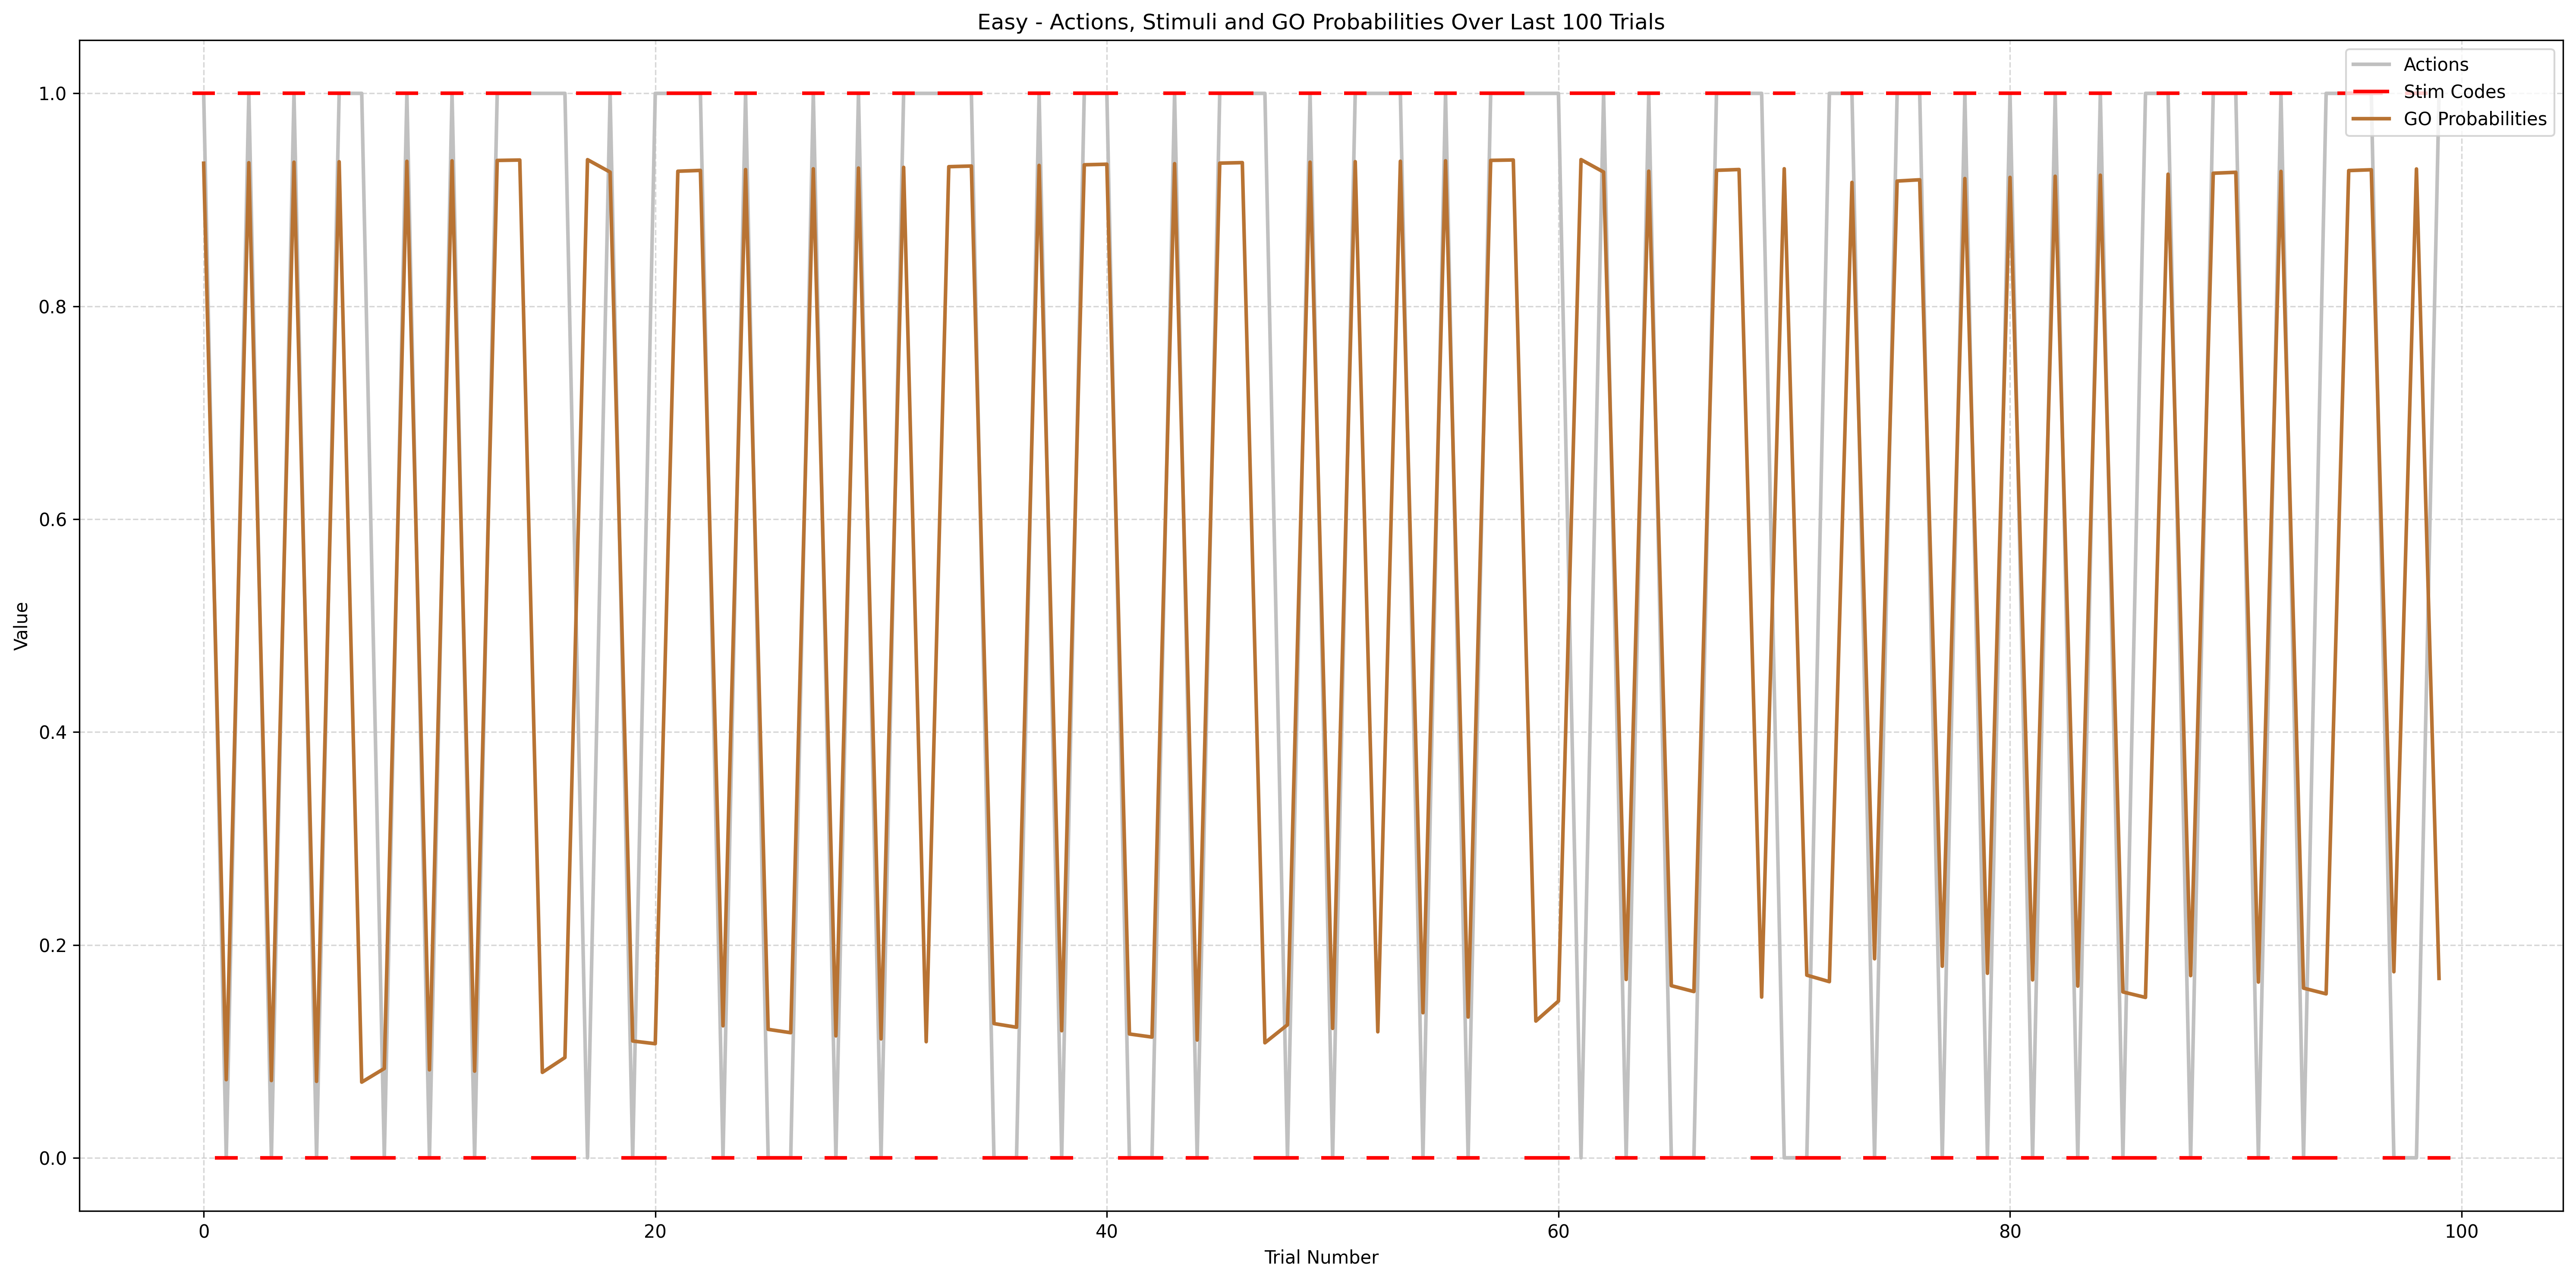 Easy - Actions, Stimuli and GO Probabilities Over Last 100 Trials
Actions
Stim Codes
GO Probabilities
1.0
0.8
0.6
0.4
0.2
0.0
Value
0
20
40
60
80
100
Trial Number